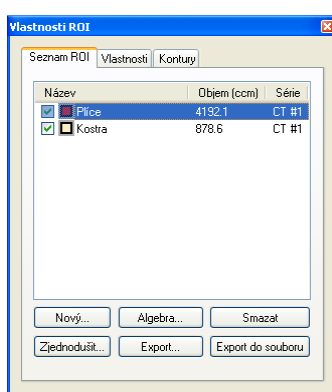 Vlastnosti ROI
Seznam ROI Vlastnosti Kontury
Název Objem (ccm) Série
Plíce 4192.1 CT #1
Kostra 878.6 CT #1
Nový... Algebra... Smazat
Zjednodušit... Export... Export do souboru